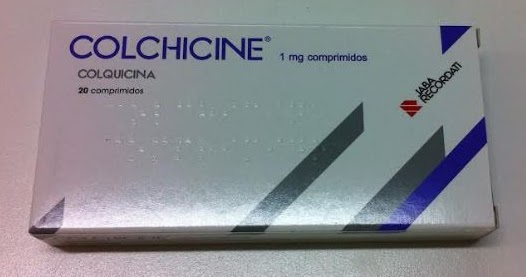 COLCHICINE® 1 mg comprimidos
COLQUICINA
20 comprimidos
JABA
RECORDATI